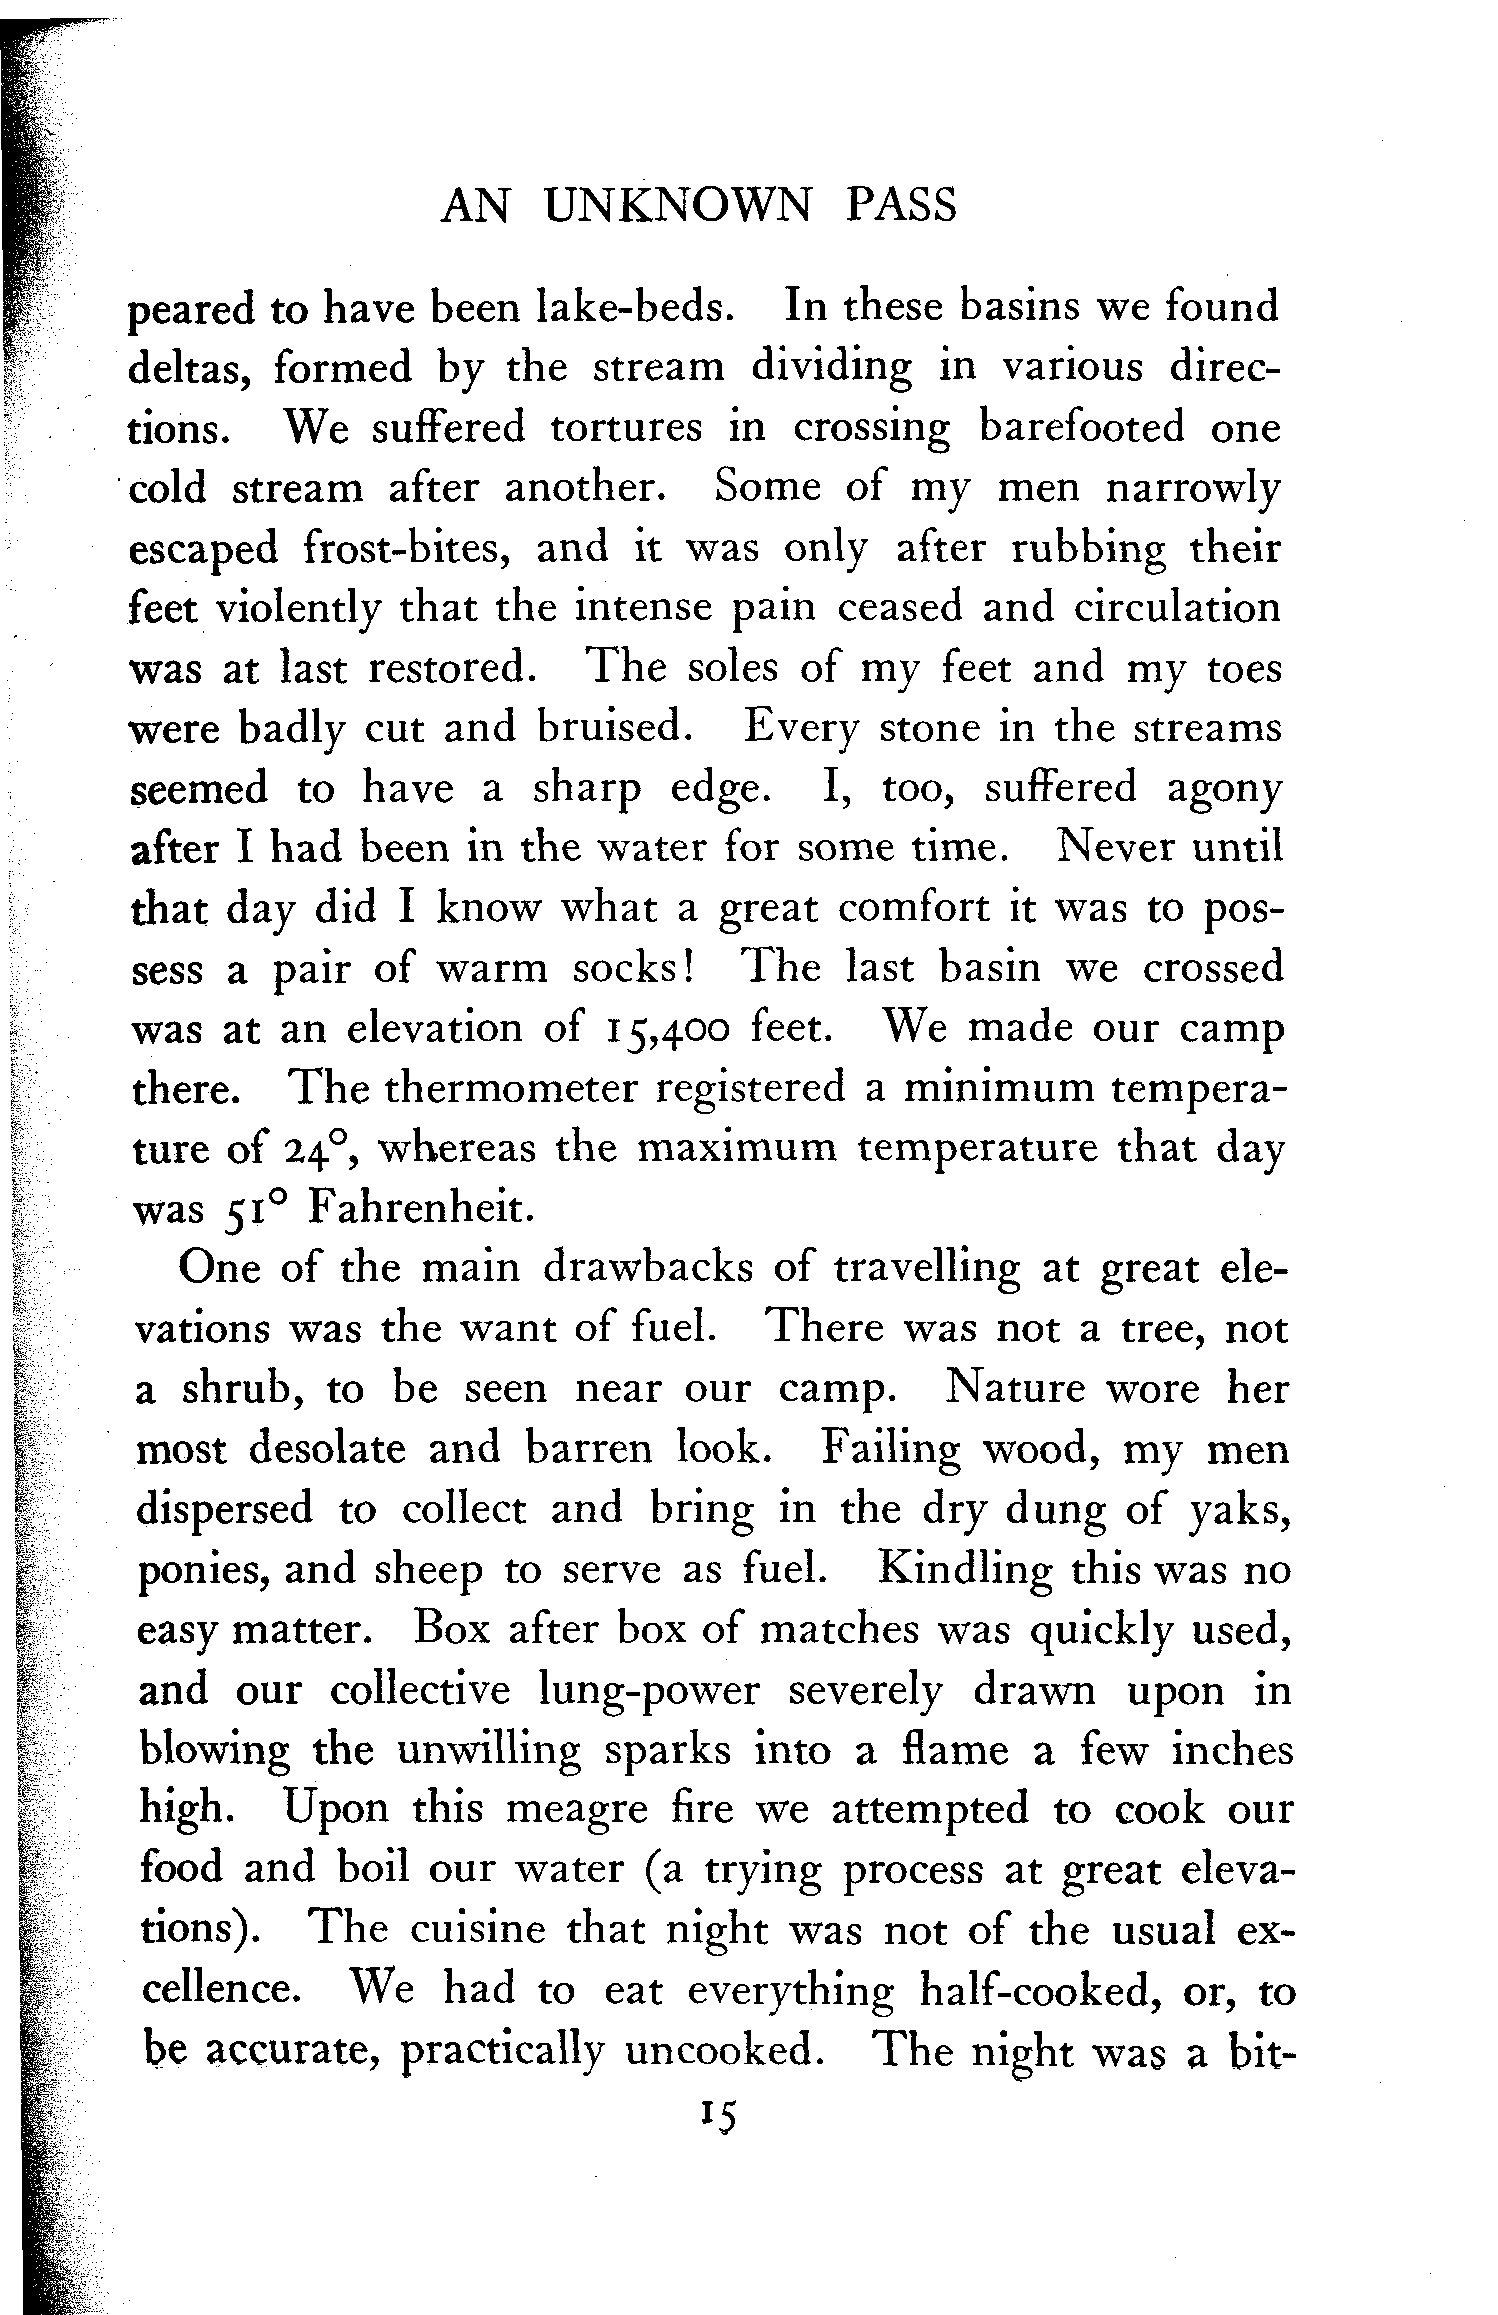 AN UNKNOWN PASS
peared to have been lake-beds. In these basins we found
deltas, formed by the stream dividing in various direc-
tions. We suffered tortures in crossing barefooted one
cold stream after another. Some of my men narrowly
escaped frost-bites, and it was only after rubbing their
feet violently that the intense pain ceased and circulation
was at last restored. The soles of my feet and my toes
were badly cut and bruised. Every stone in the streams
seemed to have a sharp edge. I, too, suffered agony
after I had been in the water for some time. Never until
that day did I know what a great comfort it was to pos-
sess a pair of warm socks! The last basin we crossed
was at an elevation of 15,400 feet. We made our camp
there. The thermometer registered a minimum tempera-
ture of 24°, whereas the maximum temperature that day
was 51° Fahrenheit.
One of the main drawbacks of travelling at great ele-
vations was the want of fuel. There was not a tree, not
a shrub, to be seen near our camp. Nature wore her
most desolate and barren look. Failing wood, my men
dispersed to collect and bring in the dry dung of yaks,
ponies, and sheep to serve as fuel. Kindling this was no
easy matter. Box after box of matches was quickly used,
and our collective lung-power severely drawn upon in
blowing the unwilling sparks into a flame a few inches
high. Upon this meagre fire we attempted to cook our
food and boil our water (a trying process at great eleva-
tions). The cuisine that night was not of the usual ex-
cellence. We had to eat everything half-cooked, or, to
be accurate, practically uncooked. The night was a bit-
15